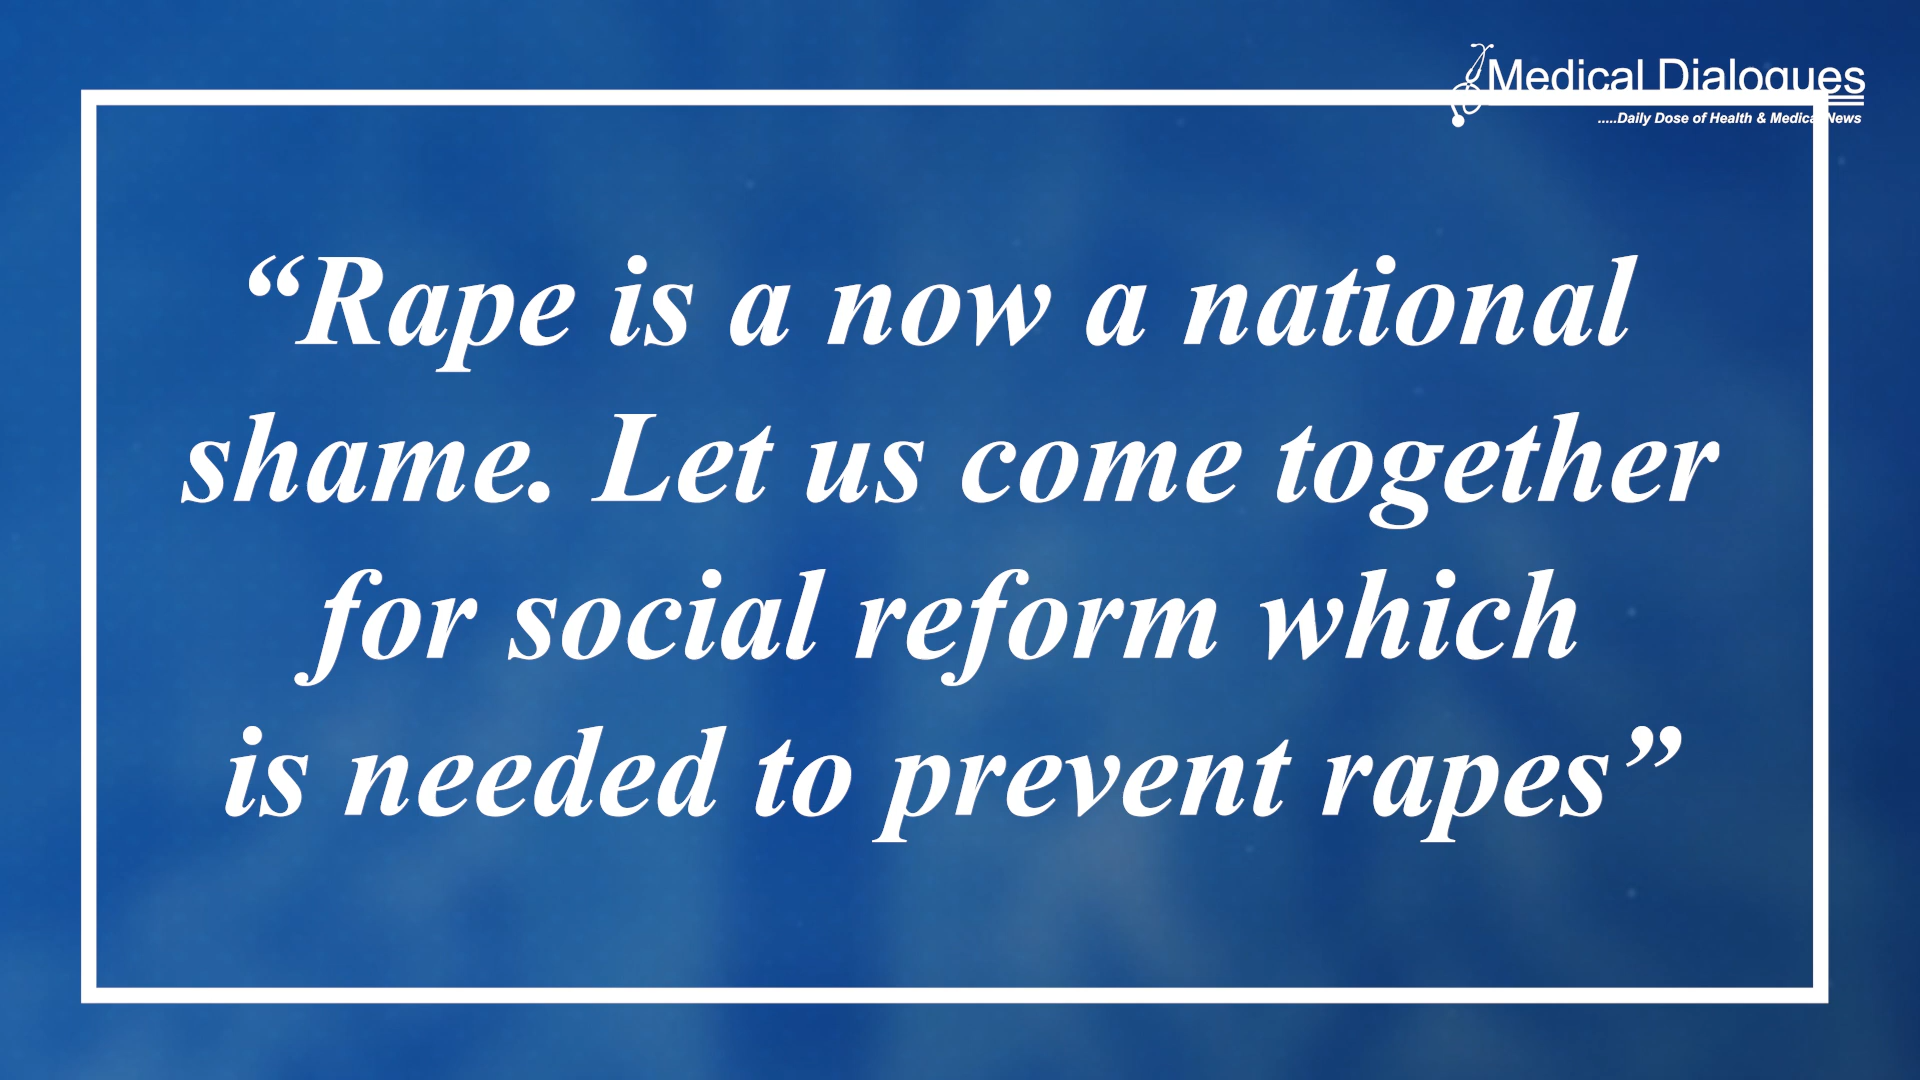 Medical Dialogues
.....Daily Dose of Health & Medical News
“Rape is a now a national
shame. Let us come together
for social reform which
is needed to prevent rapes”